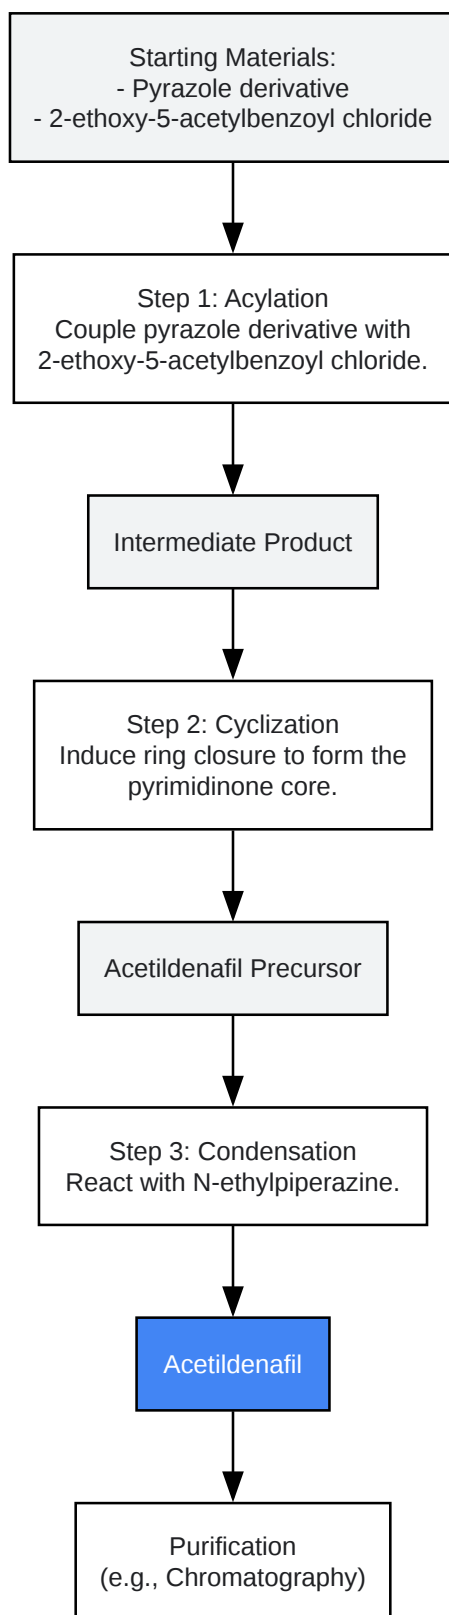 Starting Materials:
- Pyrazole derivative
- 2-ethoxy-5-acetylbenzoyl chloride
Step 1: Acylation
Couple pyrazole derivative with
2-ethoxy-5-acetylbenzoyl chloride.
Intermediate Product
Step 2: Cyclization
Induce ring closure to form the
pyrimidinone core.
Acetildenafil Precursor
Step 3: Condensation
React with N-ethylpiperazine.
Acetildenafil
Purification
(e.g., Chromatography)